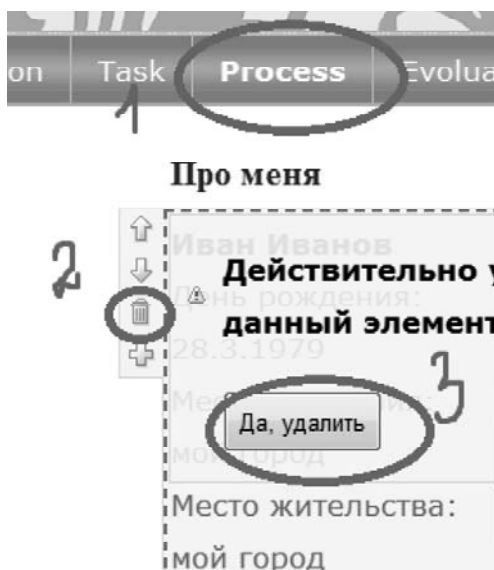 on Task Process Evolua
1
Про меня
2
Иван Иванов
Действительно у
День рождения:
данный элемент
28.3.1979
3
Да, удалить
мой город
Место жительства:
мой город